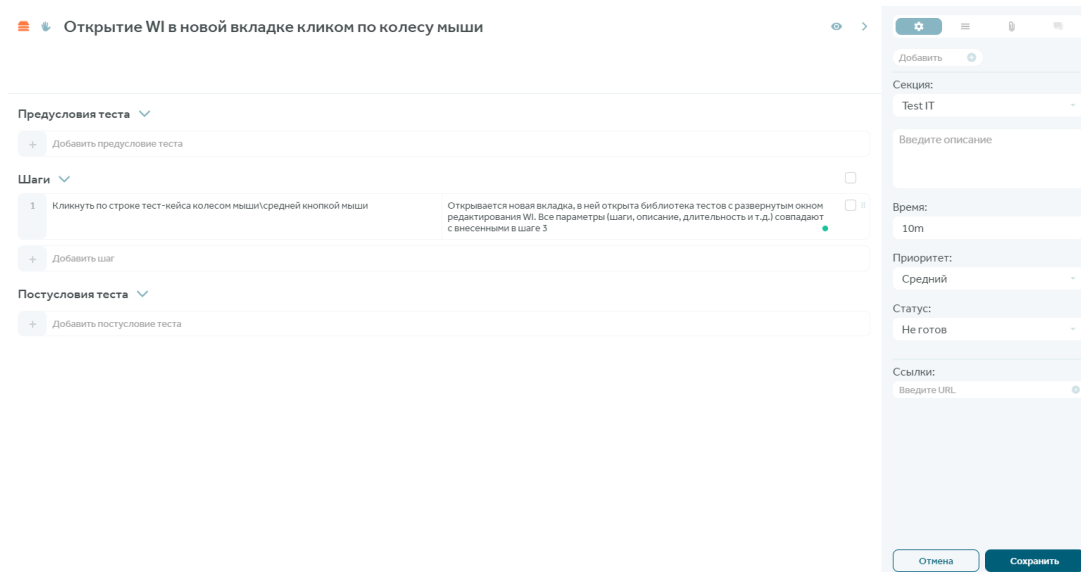 Открытие WI в новой вкладке кликом по колесу мыши
Добавить
Секция:
Test IT
Предусловия теста
Добавить предусловие теста
Введите описание
Шаги
1 Кликнуть по строке тест-кейса колесом мыши\средней кнопкой мыши
Открывается новая вкладка, в ней открыта библиотека тестов с развернутым окном
редактирования WI. Все параметры (шаги, описание, длительность и т.д.) совпадают
с внесенными в шаге 3
Время:
10m
Добавить шаг
Приоритет:
Средний
Постусловия теста
Добавить постусловие теста
Статус:
Не готов
Ссылки:
Введите URL
Отмена
Сохранить